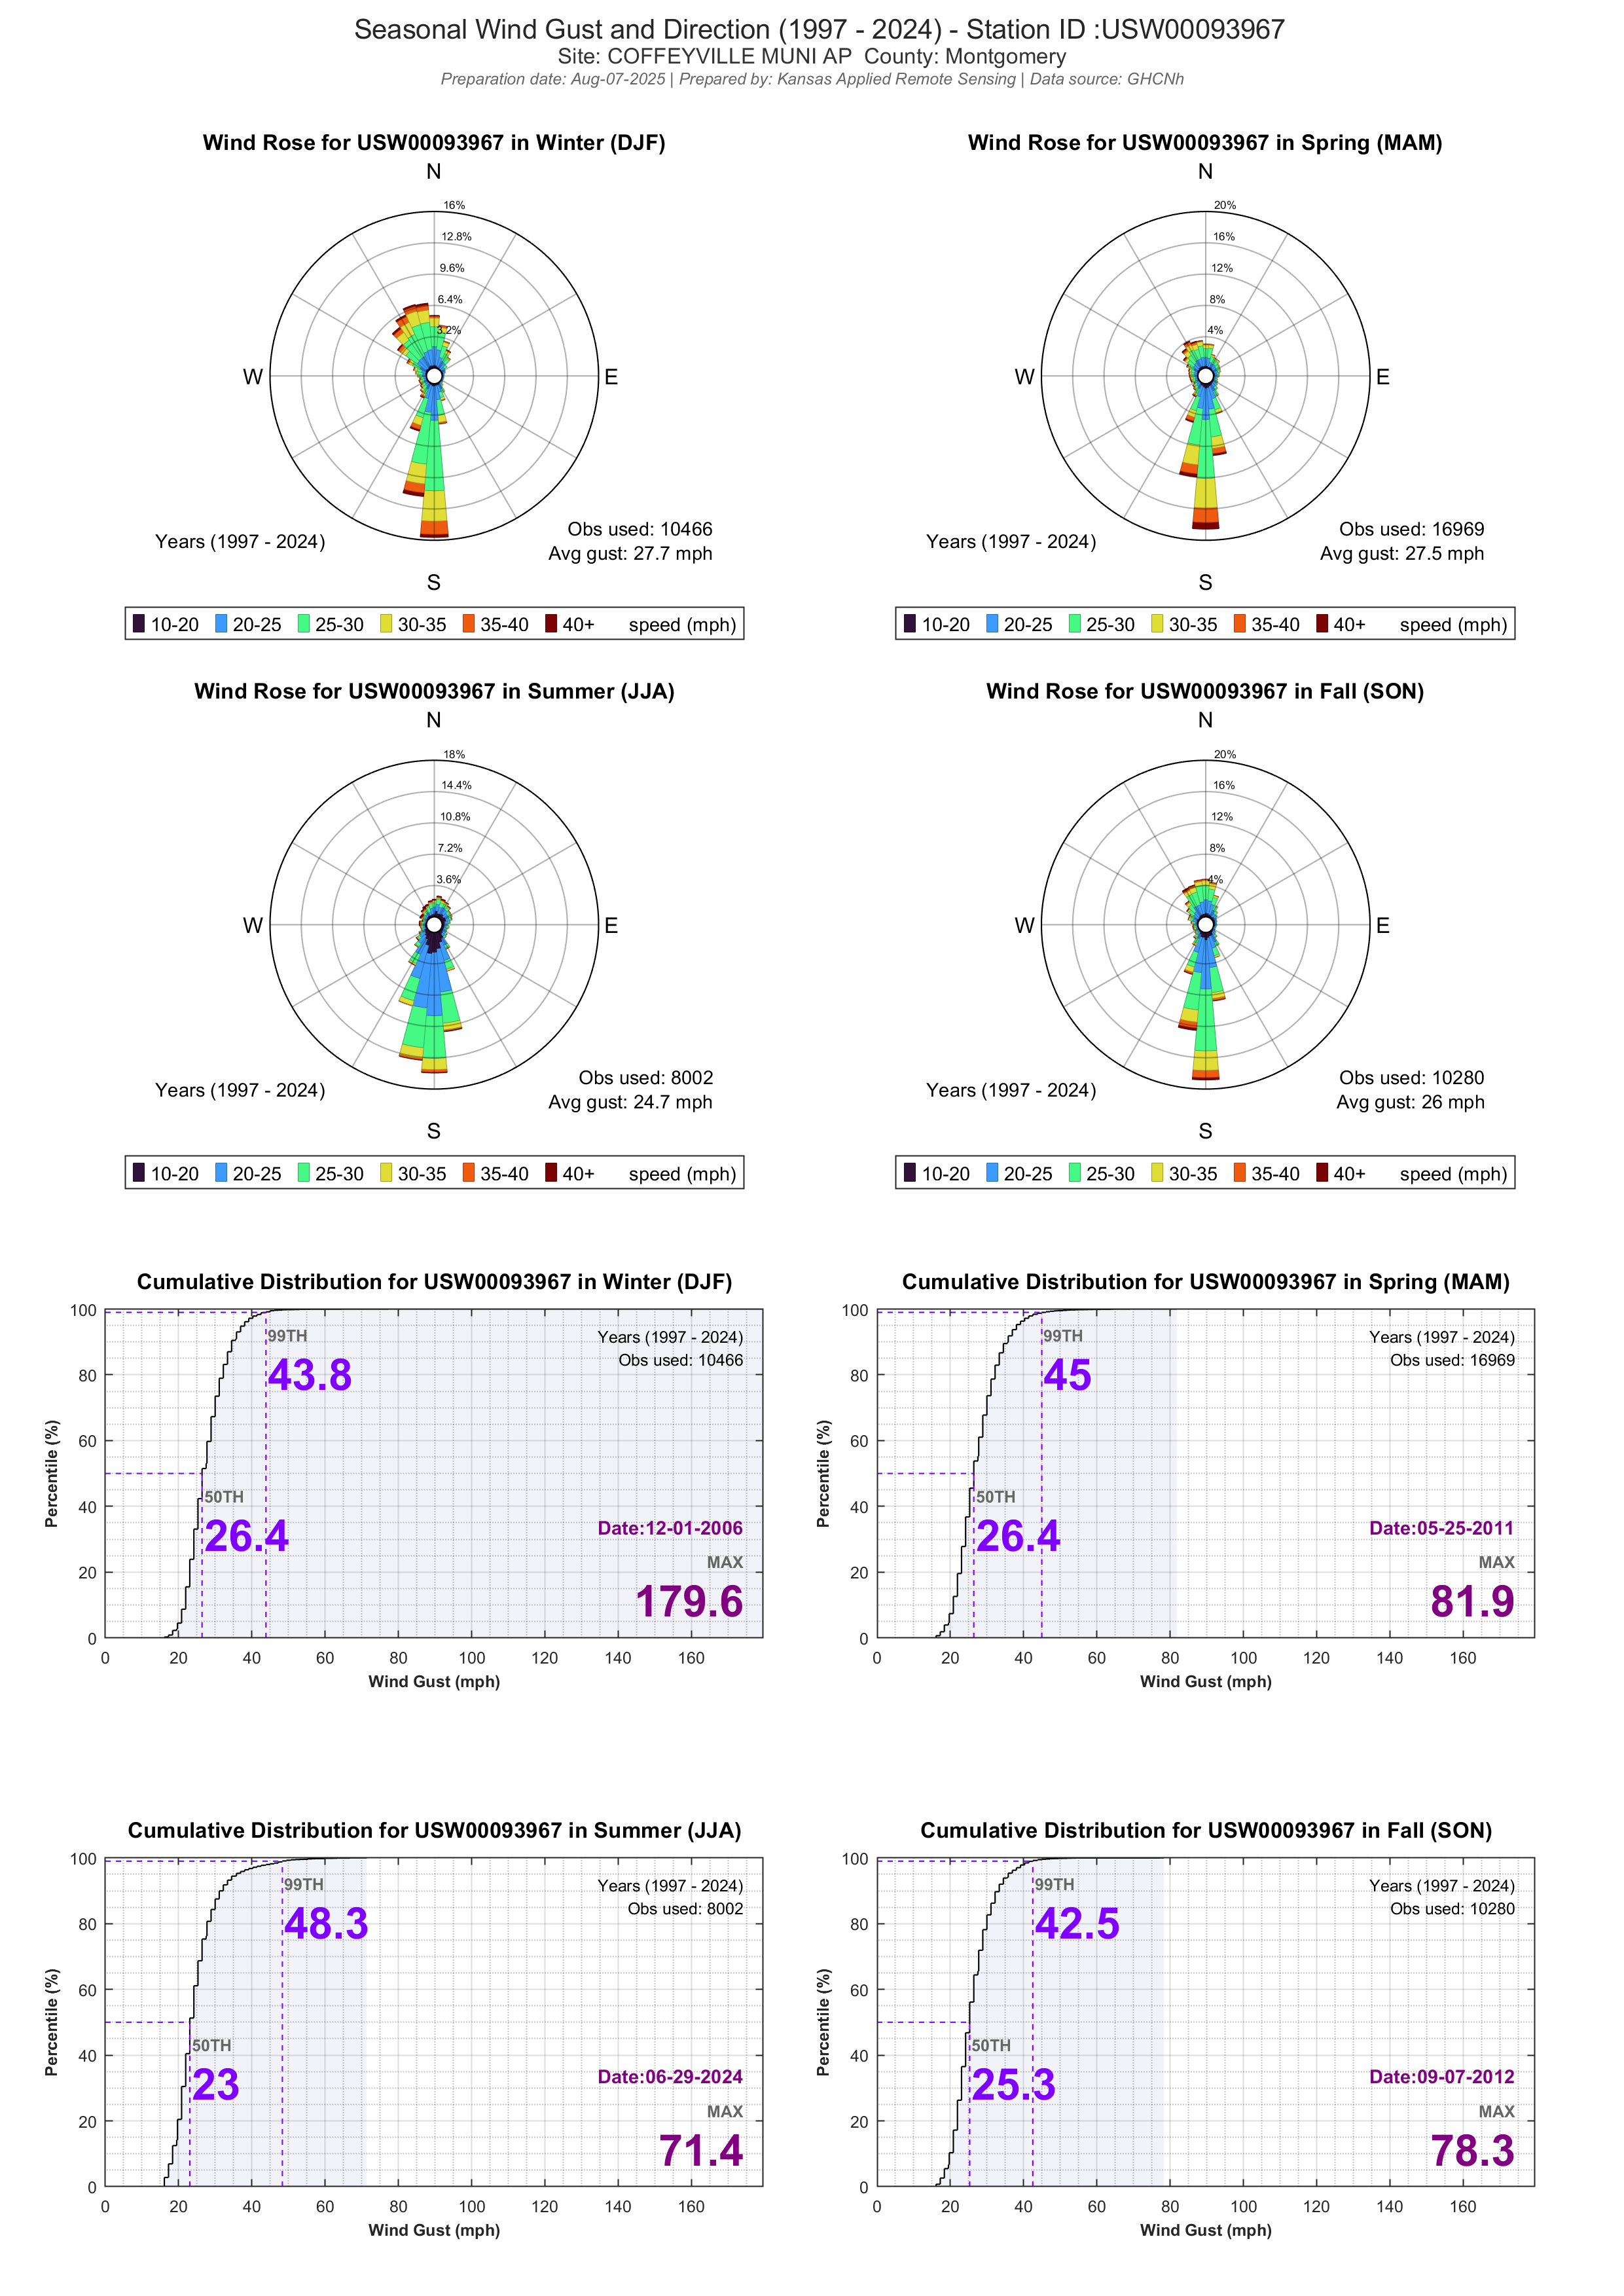 Seasonal Wind Gust and Direction (1997 - 2024) - Station ID :USW00093967
Site: COFFEYVILLE MUNI AP  County: Montgomery
Preparation date: Aug-07-2025 | Prepared by: Kansas Applied Remote Sensing | Data source: GHCNh
Wind Rose for USW00093967 in Winter (DJF)
N
16%
12.8%
9.6%
6.4%
3.2%
W
E
S
Years (1997 - 2024)
Obs used: 10466
Avg gust: 27.7 mph
10-20 20-25 25-30 30-35 35-40 40+ speed (mph)
Wind Rose for USW00093967 in Spring (MAM)
N
20%
16%
12%
8%
4%
W
E
S
Years (1997 - 2024)
Obs used: 16969
Avg gust: 27.5 mph
10-20 20-25 25-30 30-35 35-40 40+ speed (mph)
Wind Rose for USW00093967 in Summer (JJA)
N
18%
14.4%
10.8%
7.2%
3.6%
W
E
S
Years (1997 - 2024)
Obs used: 8002
Avg gust: 24.7 mph
10-20 20-25 25-30 30-35 35-40 40+ speed (mph)
Wind Rose for USW00093967 in Fall (SON)
N
20%
16%
12%
8%
4%
W
E
S
Years (1997 - 2024)
Obs used: 10280
Avg gust: 26 mph
10-20 20-25 25-30 30-35 35-40 40+ speed (mph)
Cumulative Distribution for USW00093967 in Winter (DJF)
Percentile (%)
100
80
60
40
20
0
99TH
43.8
50TH
26.4
Years (1997 - 2024)
Obs used: 10466
Date:12-01-2006
MAX
179.6
0 20 40 60 80 100 120 140 160
Wind Gust (mph)
Cumulative Distribution for USW00093967 in Spring (MAM)
Percentile (%)
100
80
60
40
20
0
99TH
45
50TH
26.4
Years (1997 - 2024)
Obs used: 16969
Date:05-25-2011
MAX
81.9
0 20 40 60 80 100 120 140 160
Wind Gust (mph)
Cumulative Distribution for USW00093967 in Summer (JJA)
Percentile (%)
100
80
60
40
20
0
99TH
48.3
50TH
23
Years (1997 - 2024)
Obs used: 8002
Date:06-29-2024
MAX
71.4
0 20 40 60 80 100 120 140 160
Wind Gust (mph)
Cumulative Distribution for USW00093967 in Fall (SON)
Percentile (%)
100
80
60
40
20
0
99TH
42.5
50TH
25.3
Years (1997 - 2024)
Obs used: 10280
Date:09-07-2012
MAX
78.3
0 20 40 60 80 100 120 140 160
Wind Gust (mph)